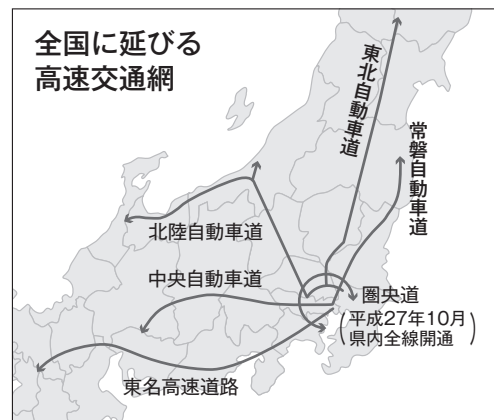 全国に延びる
高速交通網
東北自動車道
常磐自動車道
北陸自動車道
中央自動車道
圏央道
(平成27年10月
県内全線開通)
東名高速道路